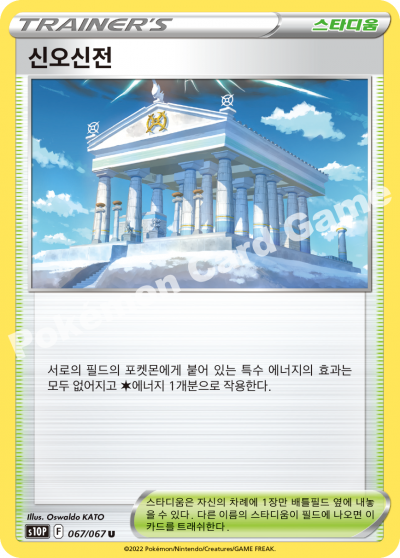 TRAINER'S
스타디움
신오신전
Pokémon Card Game
서로의 필드의 포켓몬에게 붙어 있는 특수 에너지의 효과는
모두 없어지고 에너지 1개분으로 작용한다.
Illus. Oswaldo KATO
s10P F 067/067 U
스타디움은 자신의 차례에 1장만 배틀필드 옆에 내놓
을 수 있다. 다른 이름의 스타디움이 필드에 나오면 이
카드를 트래쉬한다.
©2022 Pokémon/Nintendo/Creatures/GAME FREAK.